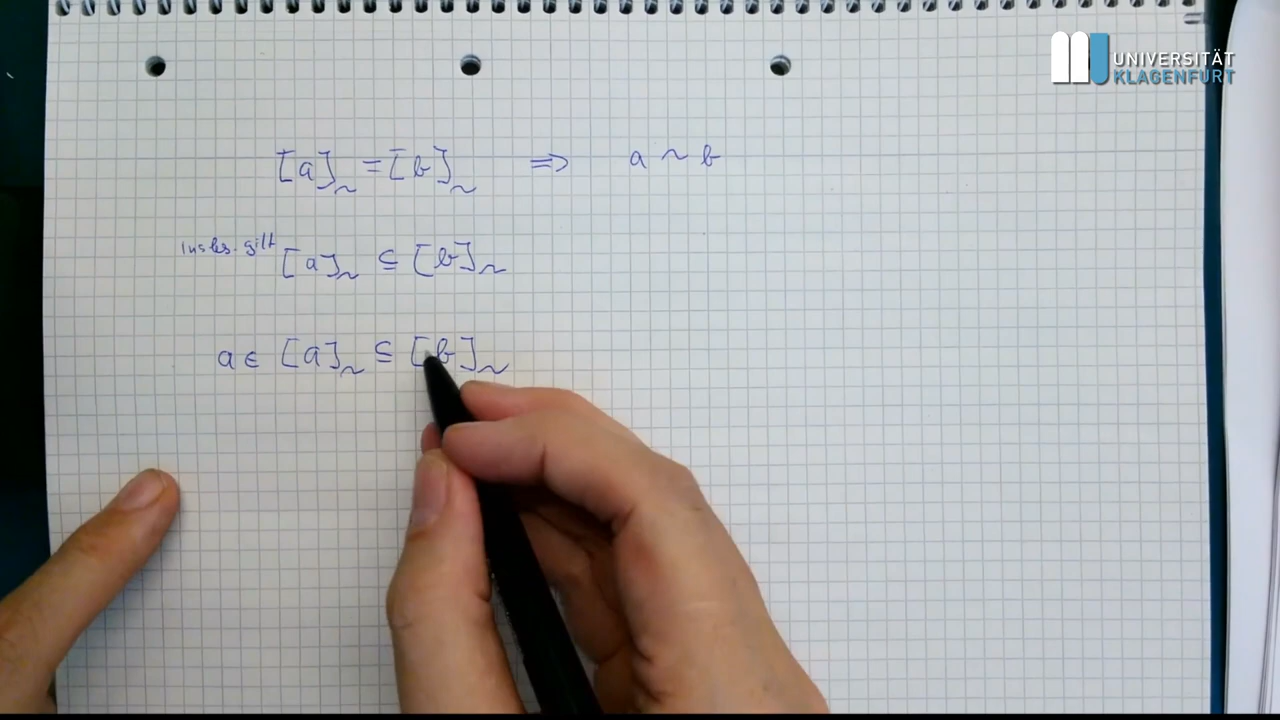 UNIVERSITÄT
KLAGENFURT
[a]~ = [b]~ ⟹ a ~ b
insbes. gilt [a]~ ⊆ [b]~
a ∈ [a]~ ⊆ [b]~